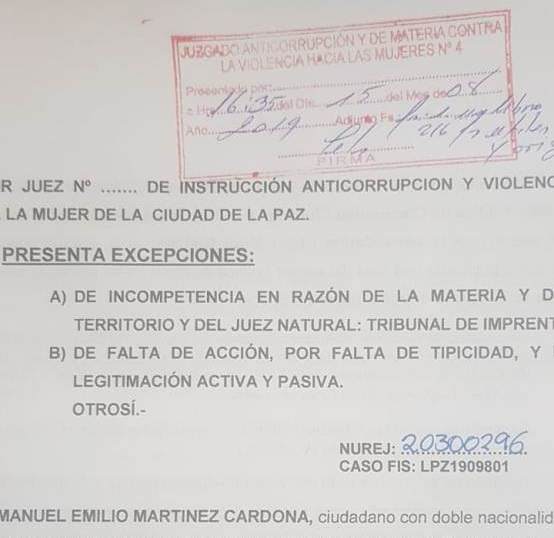 JUZGADO ANTICORRUPCIÓN Y DE MATERIA CONTRA
LA VIOLENCIA HACIA LAS MUJERES Nº 4
Presentado por:
a Hrs. 16:35 del Día 15 del Mes de 08
Año 2019 Adjunto Fs.
216
FIRMA
R JUEZ Nº ....... DE INSTRUCCIÓN ANTICORRUPCION Y VIOLENC
LA MUJER DE LA CIUDAD DE LA PAZ.
PRESENTA EXCEPCIONES:
A) DE INCOMPETENCIA EN RAZÓN DE LA MATERIA Y D
TERRITORIO Y DEL JUEZ NATURAL: TRIBUNAL DE IMPRENT
B) DE FALTA DE ACCIÓN, POR FALTA DE TIPICIDAD, Y
LEGITIMACIÓN ACTIVA Y PASIVA.
OTROSÍ.-
NUREJ: 20300296
CASO FIS: LPZ1909801
MANUEL EMILIO MARTINEZ CARDONA, ciudadano con doble nacionalid